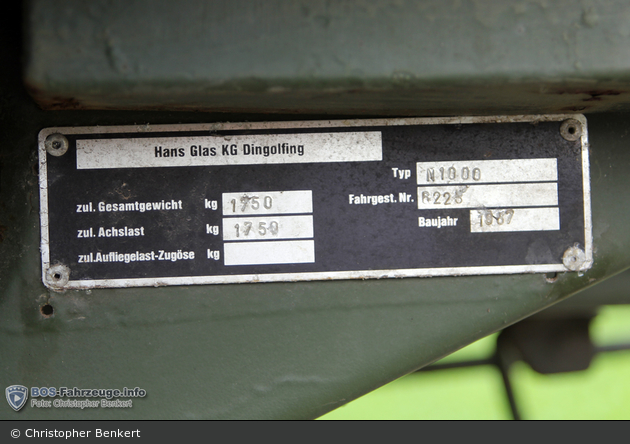 Hans Glas KG Dingolfing
Typ N1000
zul. Gesamtgewicht kg 1750
Fahrgest. Nr.
zul. Achslast kg 1750
Baujahr 1987
zul.Aufliegelast-Zugöse kg
BOS-Fahrzeuge.Info
Foto: Christopher Benkert
© Christopher Benkert